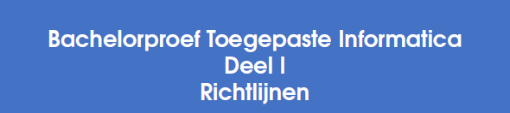 Bachelorproef Toegepaste Informatica
Deel I
Richtlijnen